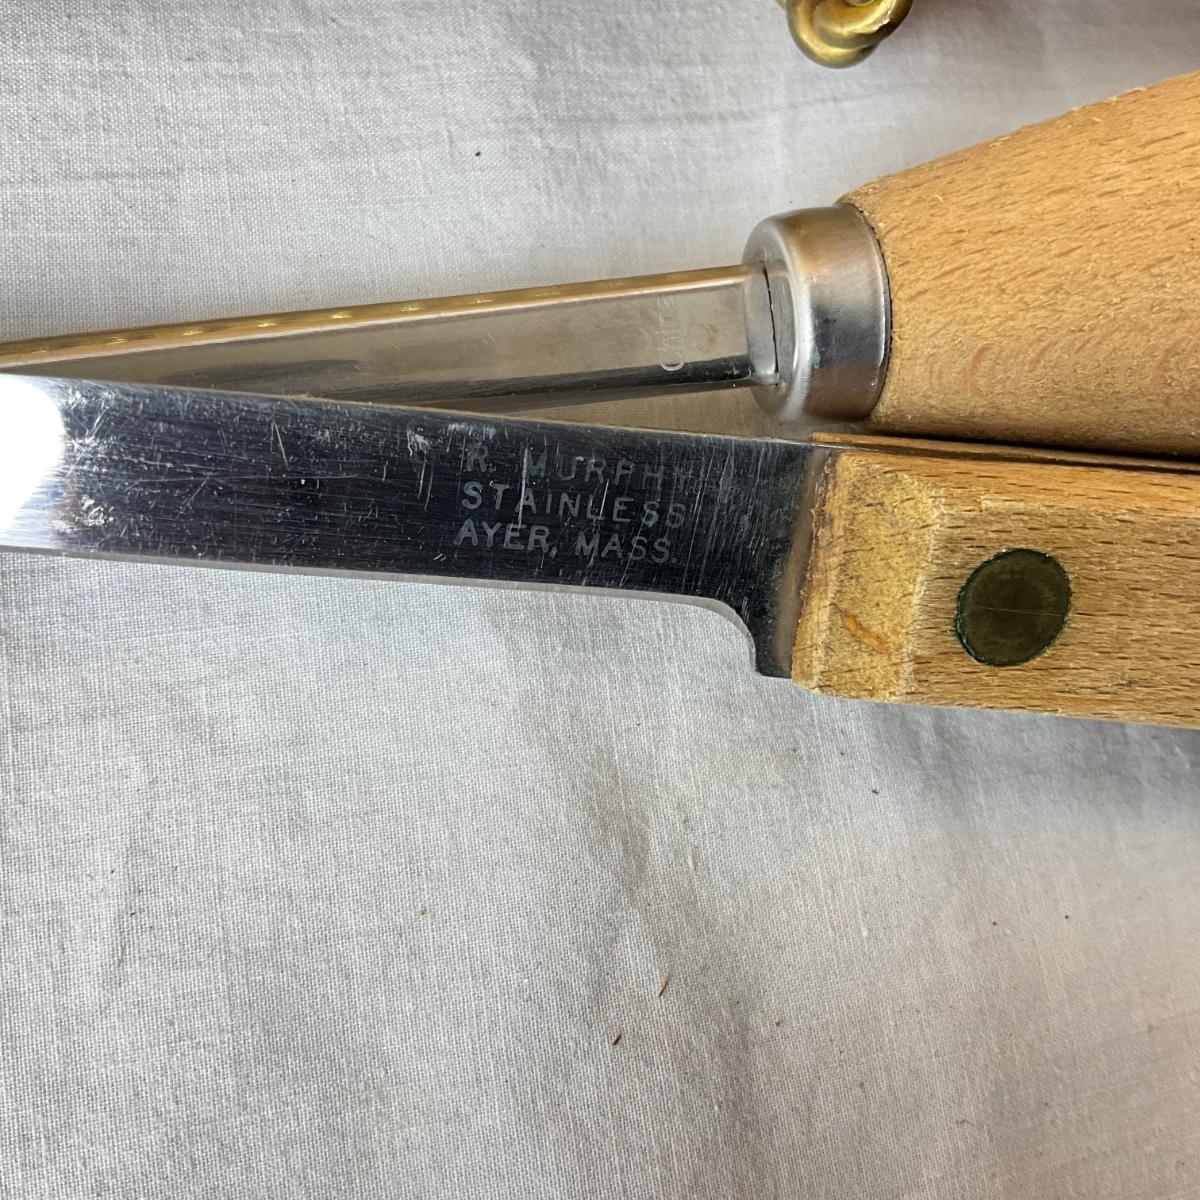 R. MURPHY
STAINLESS
AYER, MASS.